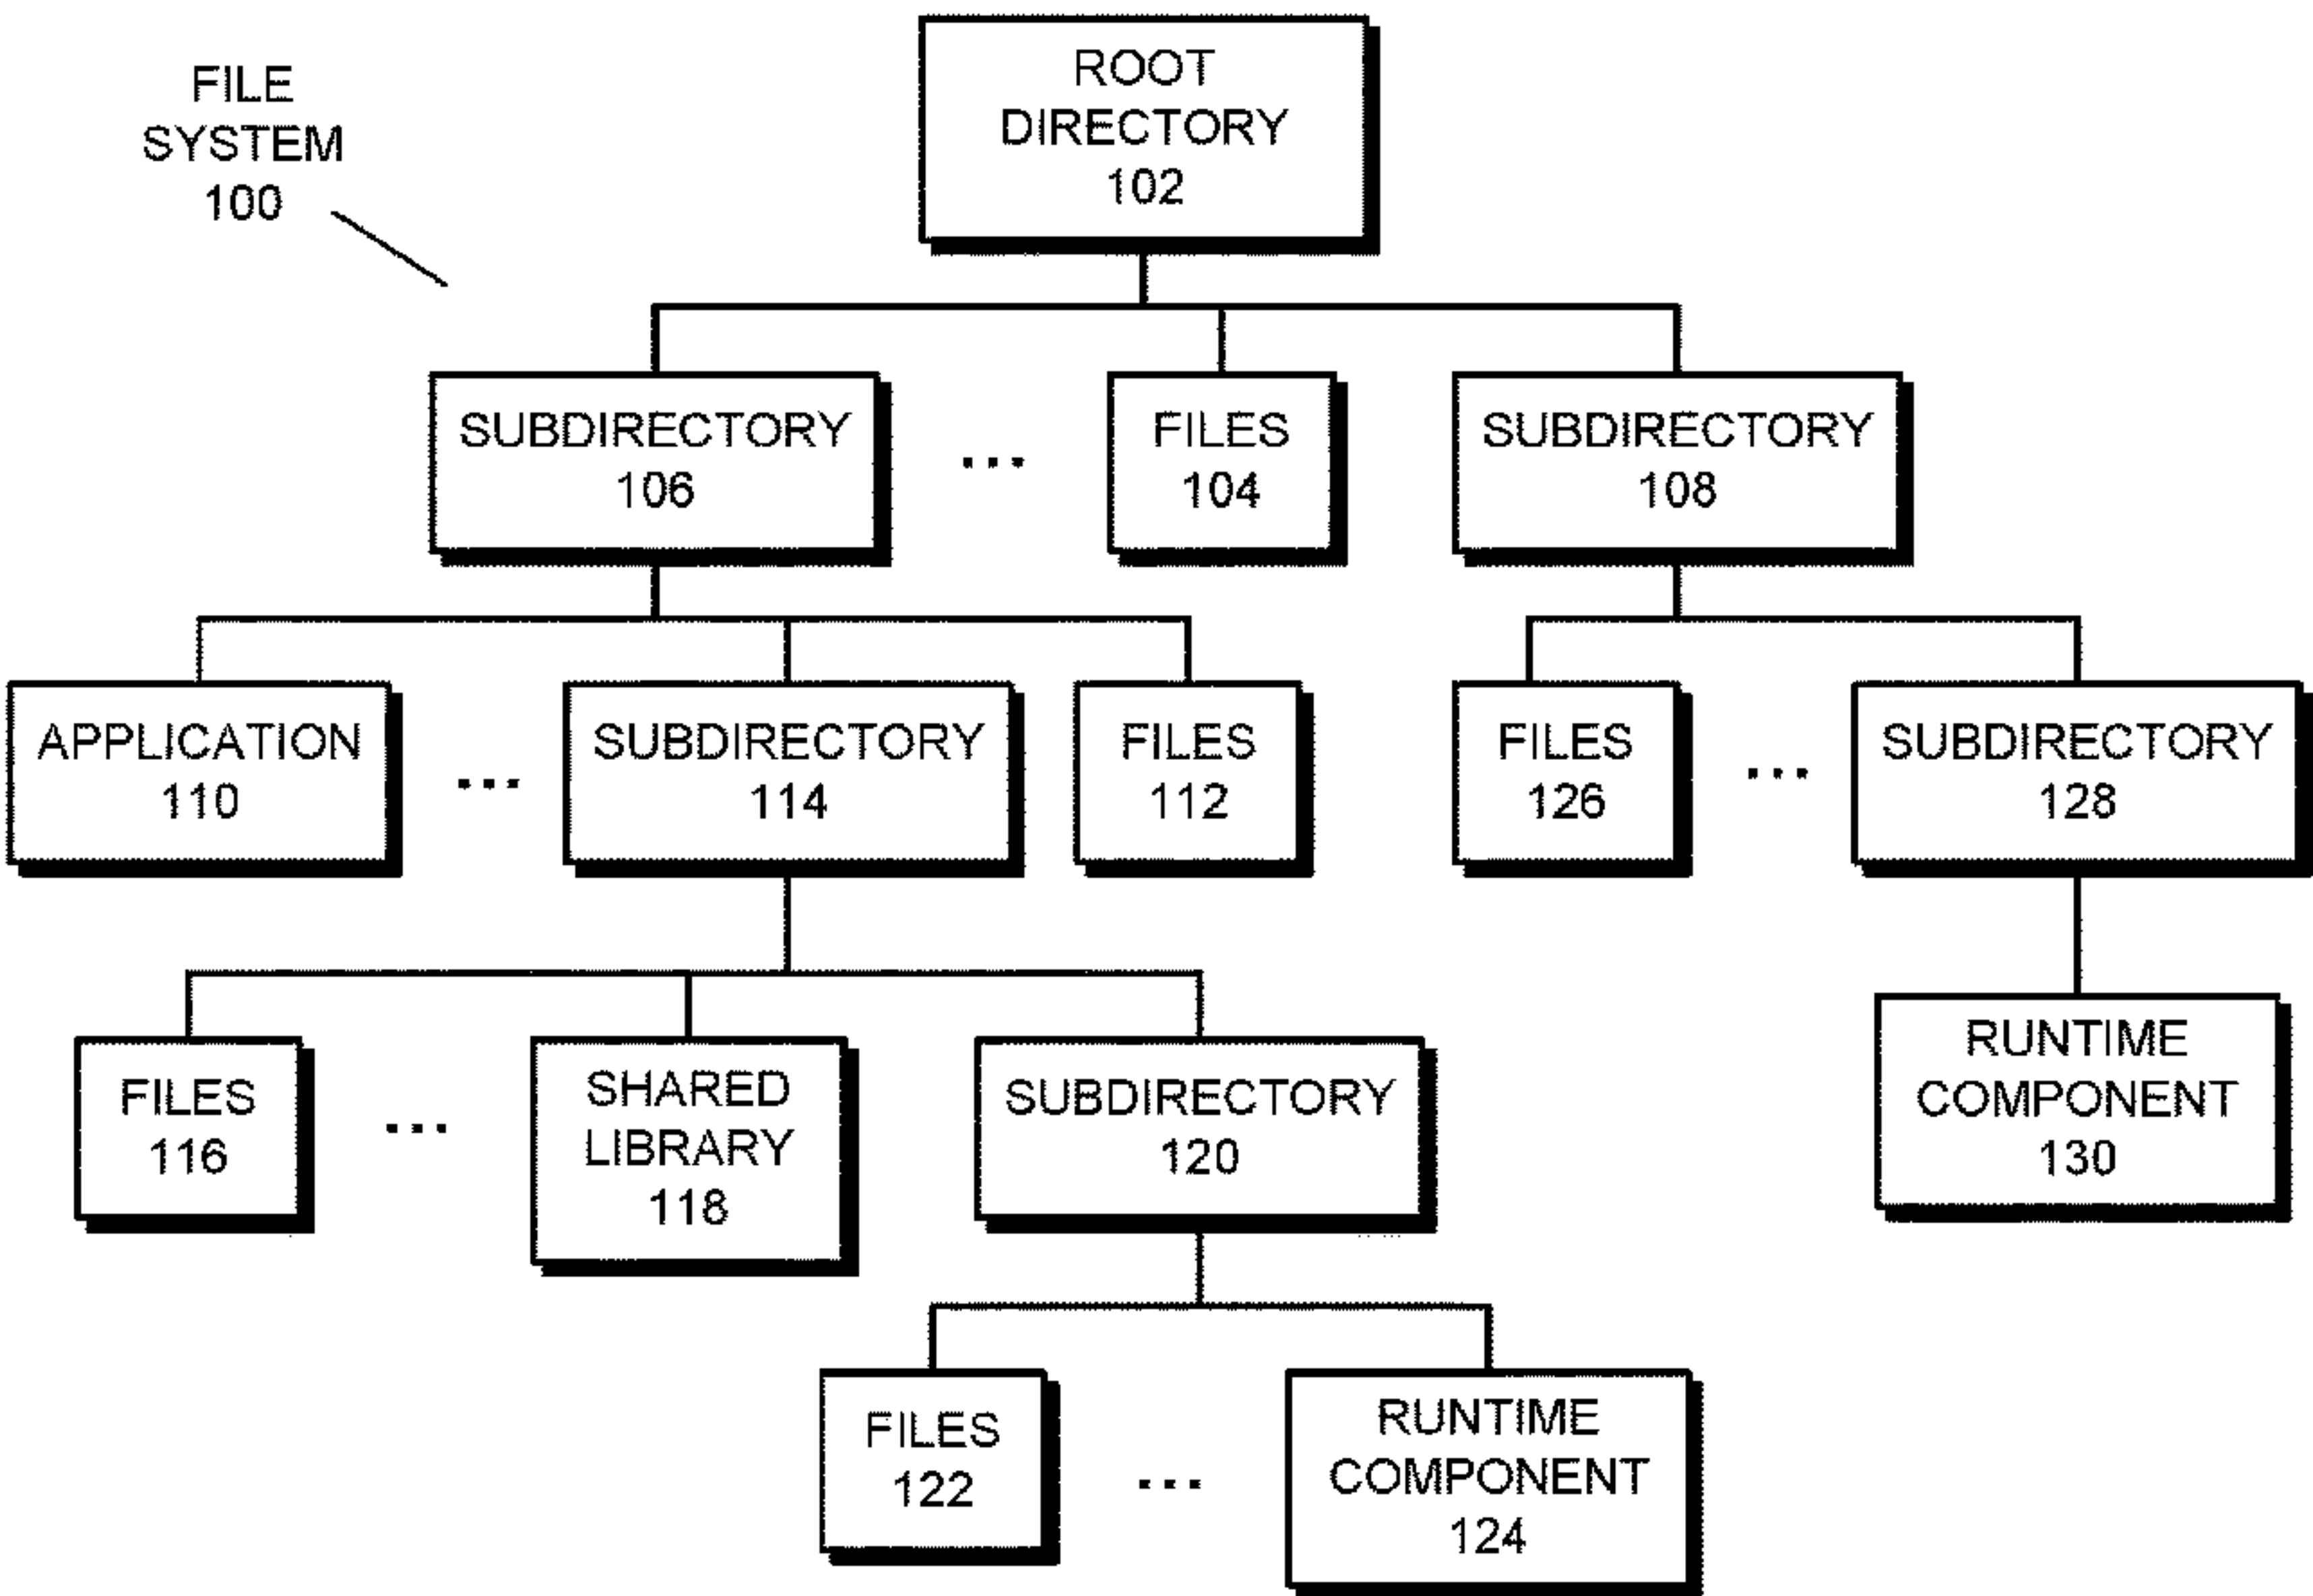 FILE
SYSTEM
100
ROOT
DIRECTORY
102
SUBDIRECTORY
106
...
FILES
104
SUBDIRECTORY
108
APPLICATION
110
...
SUBDIRECTORY
114
FILES
112
FILES
126
...
SUBDIRECTORY
128
FILES
116
...
SHARED
LIBRARY
118
SUBDIRECTORY
120
RUNTIME
COMPONENT
130
FILES
122
...
RUNTIME
COMPONENT
124